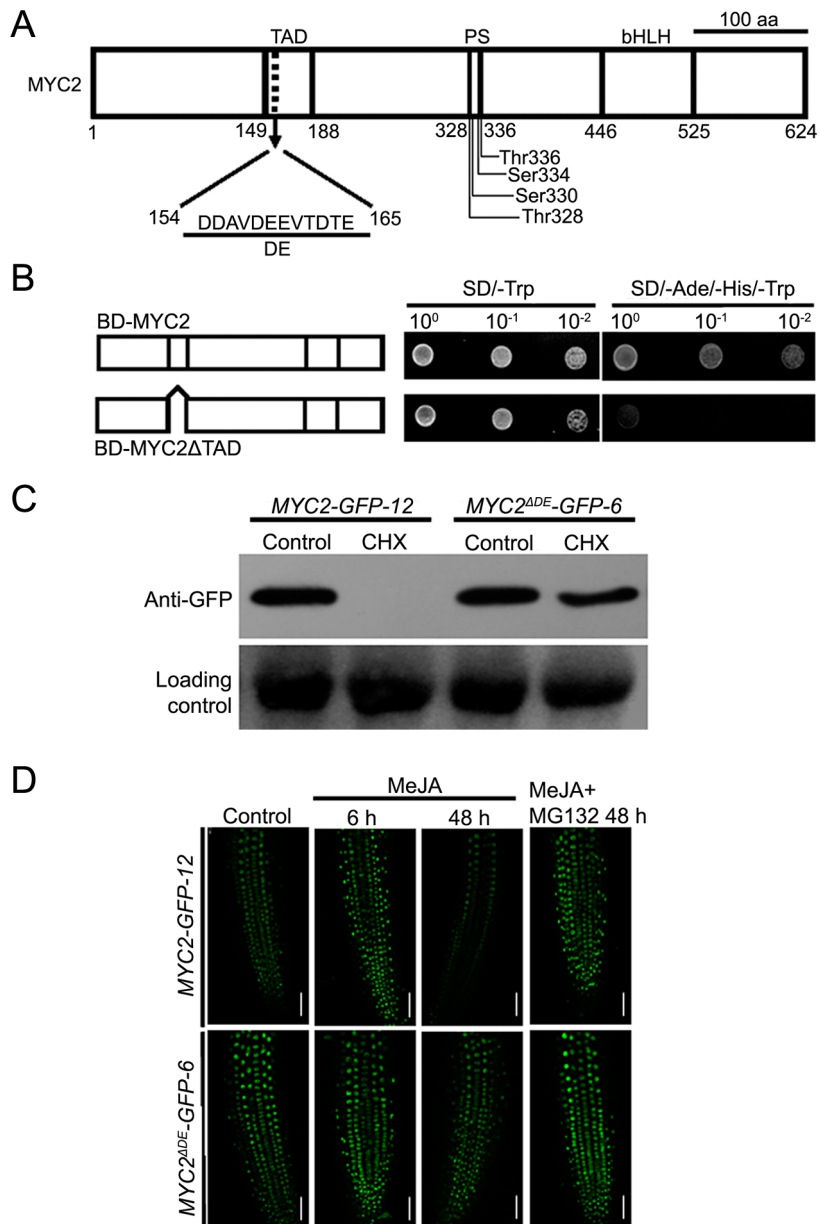 A
TAD
PS
bHLH
100 aa
MYC2
1
149
188
328
336
446
525
624
Thr336
Ser334
Ser330
Thr328
154
DDAVDEEVTDTE
165
DE
B
SD/-Trp
SD/-Ade/-His/-Trp
BD-MYC2
10⁰ 10⁻¹ 10⁻² 10⁰ 10⁻¹ 10⁻²
BD-MYC2ΔTAD
C
MYC2-GFP-12
MYC2ᐃᴰᴱ-GFP-6
Control CHX Control CHX
Anti-GFP
Loading
control
D
MeJA
MeJA+
MG132 48 h
Control
6 h
48 h
MYC2-GFP-12
MYC2ᐃᴰᴱ-GFP-6